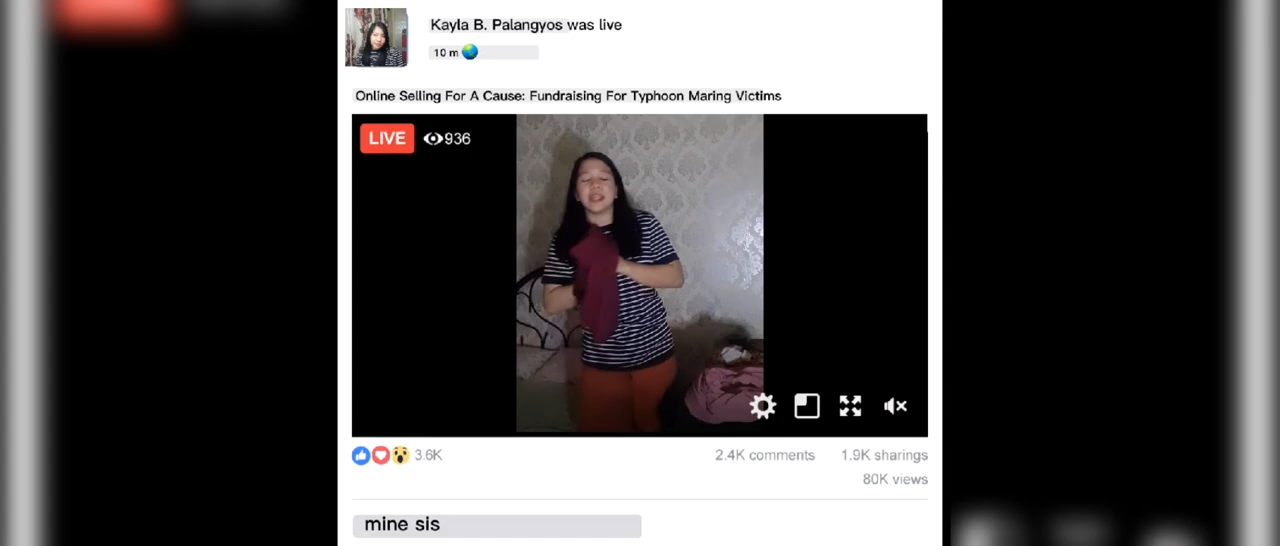 Kayla B. Palangyos was live
10 m
Online Selling For A Cause: Fundraising For Typhoon Maring Victims
LIVE 936
3.6K 2.4K comments 1.9K sharings
80K views
mine sis